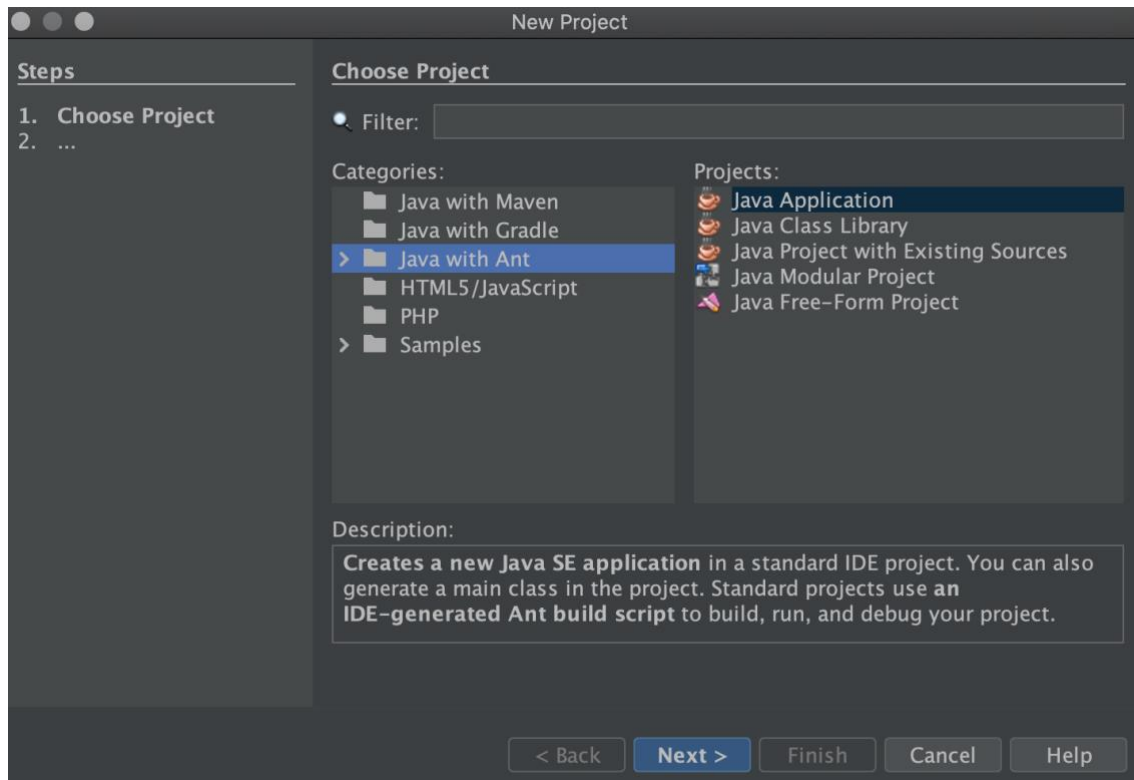 New Project
Steps
1. Choose Project
2. ...
Choose Project
Filter:
Categories:
Java with Maven
Java with Gradle
Java with Ant
HTML5/JavaScript
PHP
Samples
Projects:
Java Application
Java Class Library
Java Project with Existing Sources
Java Modular Project
Java Free-Form Project
Description:
Creates a new Java SE application in a standard IDE project. You can also
generate a main class in the project. Standard projects use an
IDE-generated Ant build script to build, run, and debug your project.
< Back Next > Finish Cancel Help